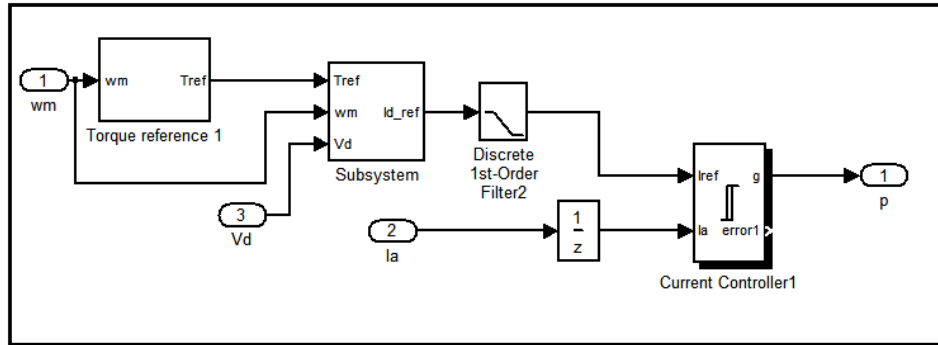 1
wm
wm
Tref
Torque reference 1
Tref
wm
Id_ref
Vd
Subsystem
Discrete
1st-Order
Filter2
3
Vd
2
Ia
1
z
Iref
g
Ia
error1
Current Controller1
1
p